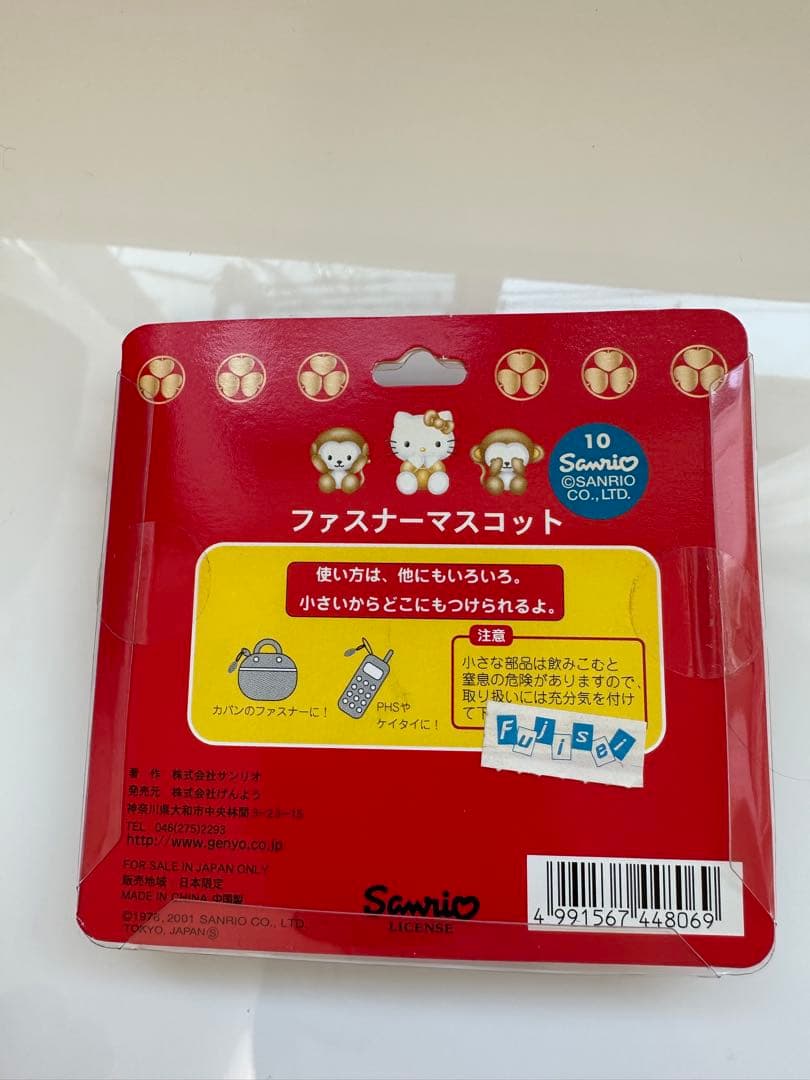 10
Sanrio
©SANRIO
CO., LTD.
ファスナーマスコット
使い方は、他にもいろいろ。
小さいからどこにもつけられるよ。
カバンのファスナーに！
PHSや
ケイタイに！
注意
小さな部品は飲みこむと
窒息の危険がありますので、
取り扱いには充分気を付け
て下
Fujisei
著 作 株式会社サンリオ
発売元 株式会社げんよう
神奈川県大和市中央林間
TEL 046(275)2293
http://www.genyo.co.jp
FOR SALE IN JAPAN ONLY
販売地域：日本限定
MADE IN CHINA 中国製
©1976, 2001 SANRIO CO., LTD.
TOKYO, JAPAN Ⓢ
Sanrio
LICENSE
4 991567 448069